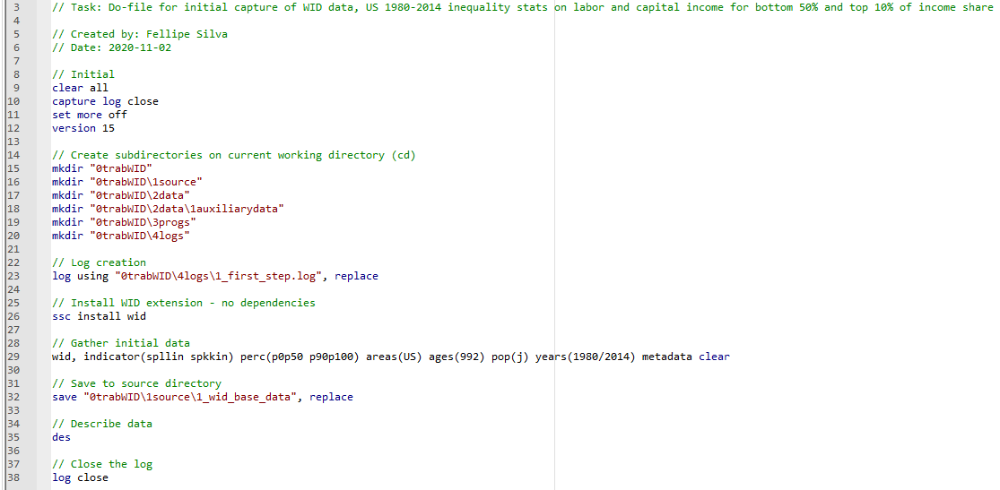 3 // Task: Do-file for initial capture of WID data, US 1980-2014 inequality stats on labor and capital income for bottom 50% and top 10% of income share
4
5 // Created by: Fellipe Silva
6 // Date: 2020-11-02
7
8 // Initial
9 clear all
10 capture log close
11 set more off
12 version 15
13
14 // Create subdirectories on current working directory (cd)
15 mkdir "0trabWID"
16 mkdir "0trabWID\1source"
17 mkdir "0trabWID\2data"
18 mkdir "0trabWID\2data\1auxiliarydata"
19 mkdir "0trabWID\3progs"
20 mkdir "0trabWID\4logs"
21
22 // Log creation
23 log using "0trabWID\4logs\1_first_step.log", replace
24
25 // Install WID extension - no dependencies
26 ssc install wid
27
28 // Gather initial data
29 wid, indicator(spllin spkkin) perc(p0p50 p90p100) areas(US) ages(992) pop(j) years(1980/2014) metadata clear
30
31 // Save to source directory
32 save "0trabWID\1source\1_wid_base_data", replace
33
34 // Describe data
35 des
36
37 // Close the log
38 log close